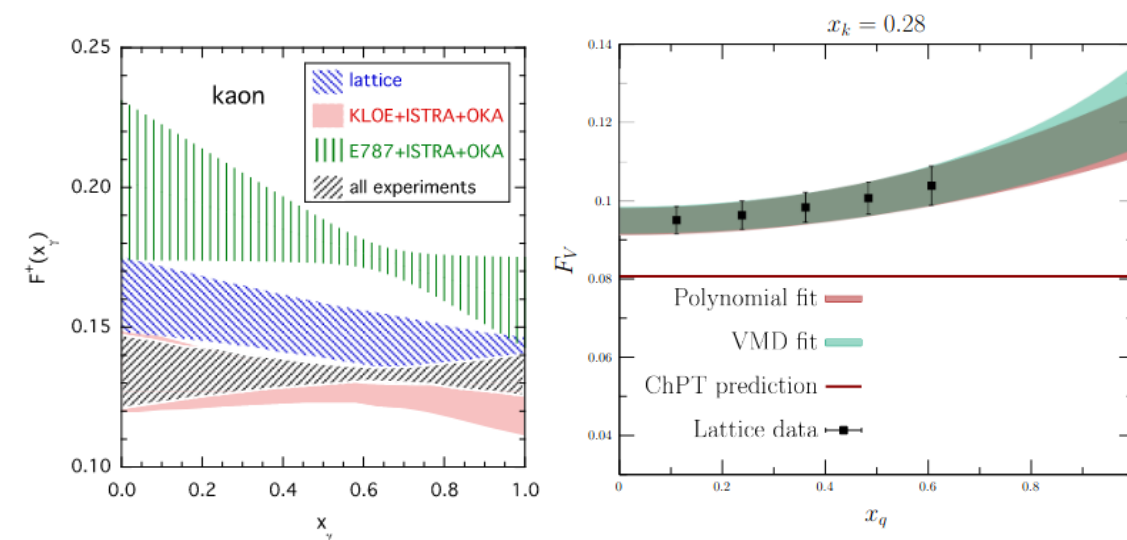 0.25
0.20
0.15
0.10
F⁺(xᵧ)
kaon
lattice
KLOE+ISTRA+OKA
E787+ISTRA+OKA
all experiments
0.0 0.2 0.4 0.6 0.8 1.0
xᵧ
x_k = 0.28
0.14
0.12
0.1
0.08
0.06
0.04
F_V
Polynomial fit
VMD fit
ChPT prediction
Lattice data
0 0.2 0.4 0.6 0.8
x_q